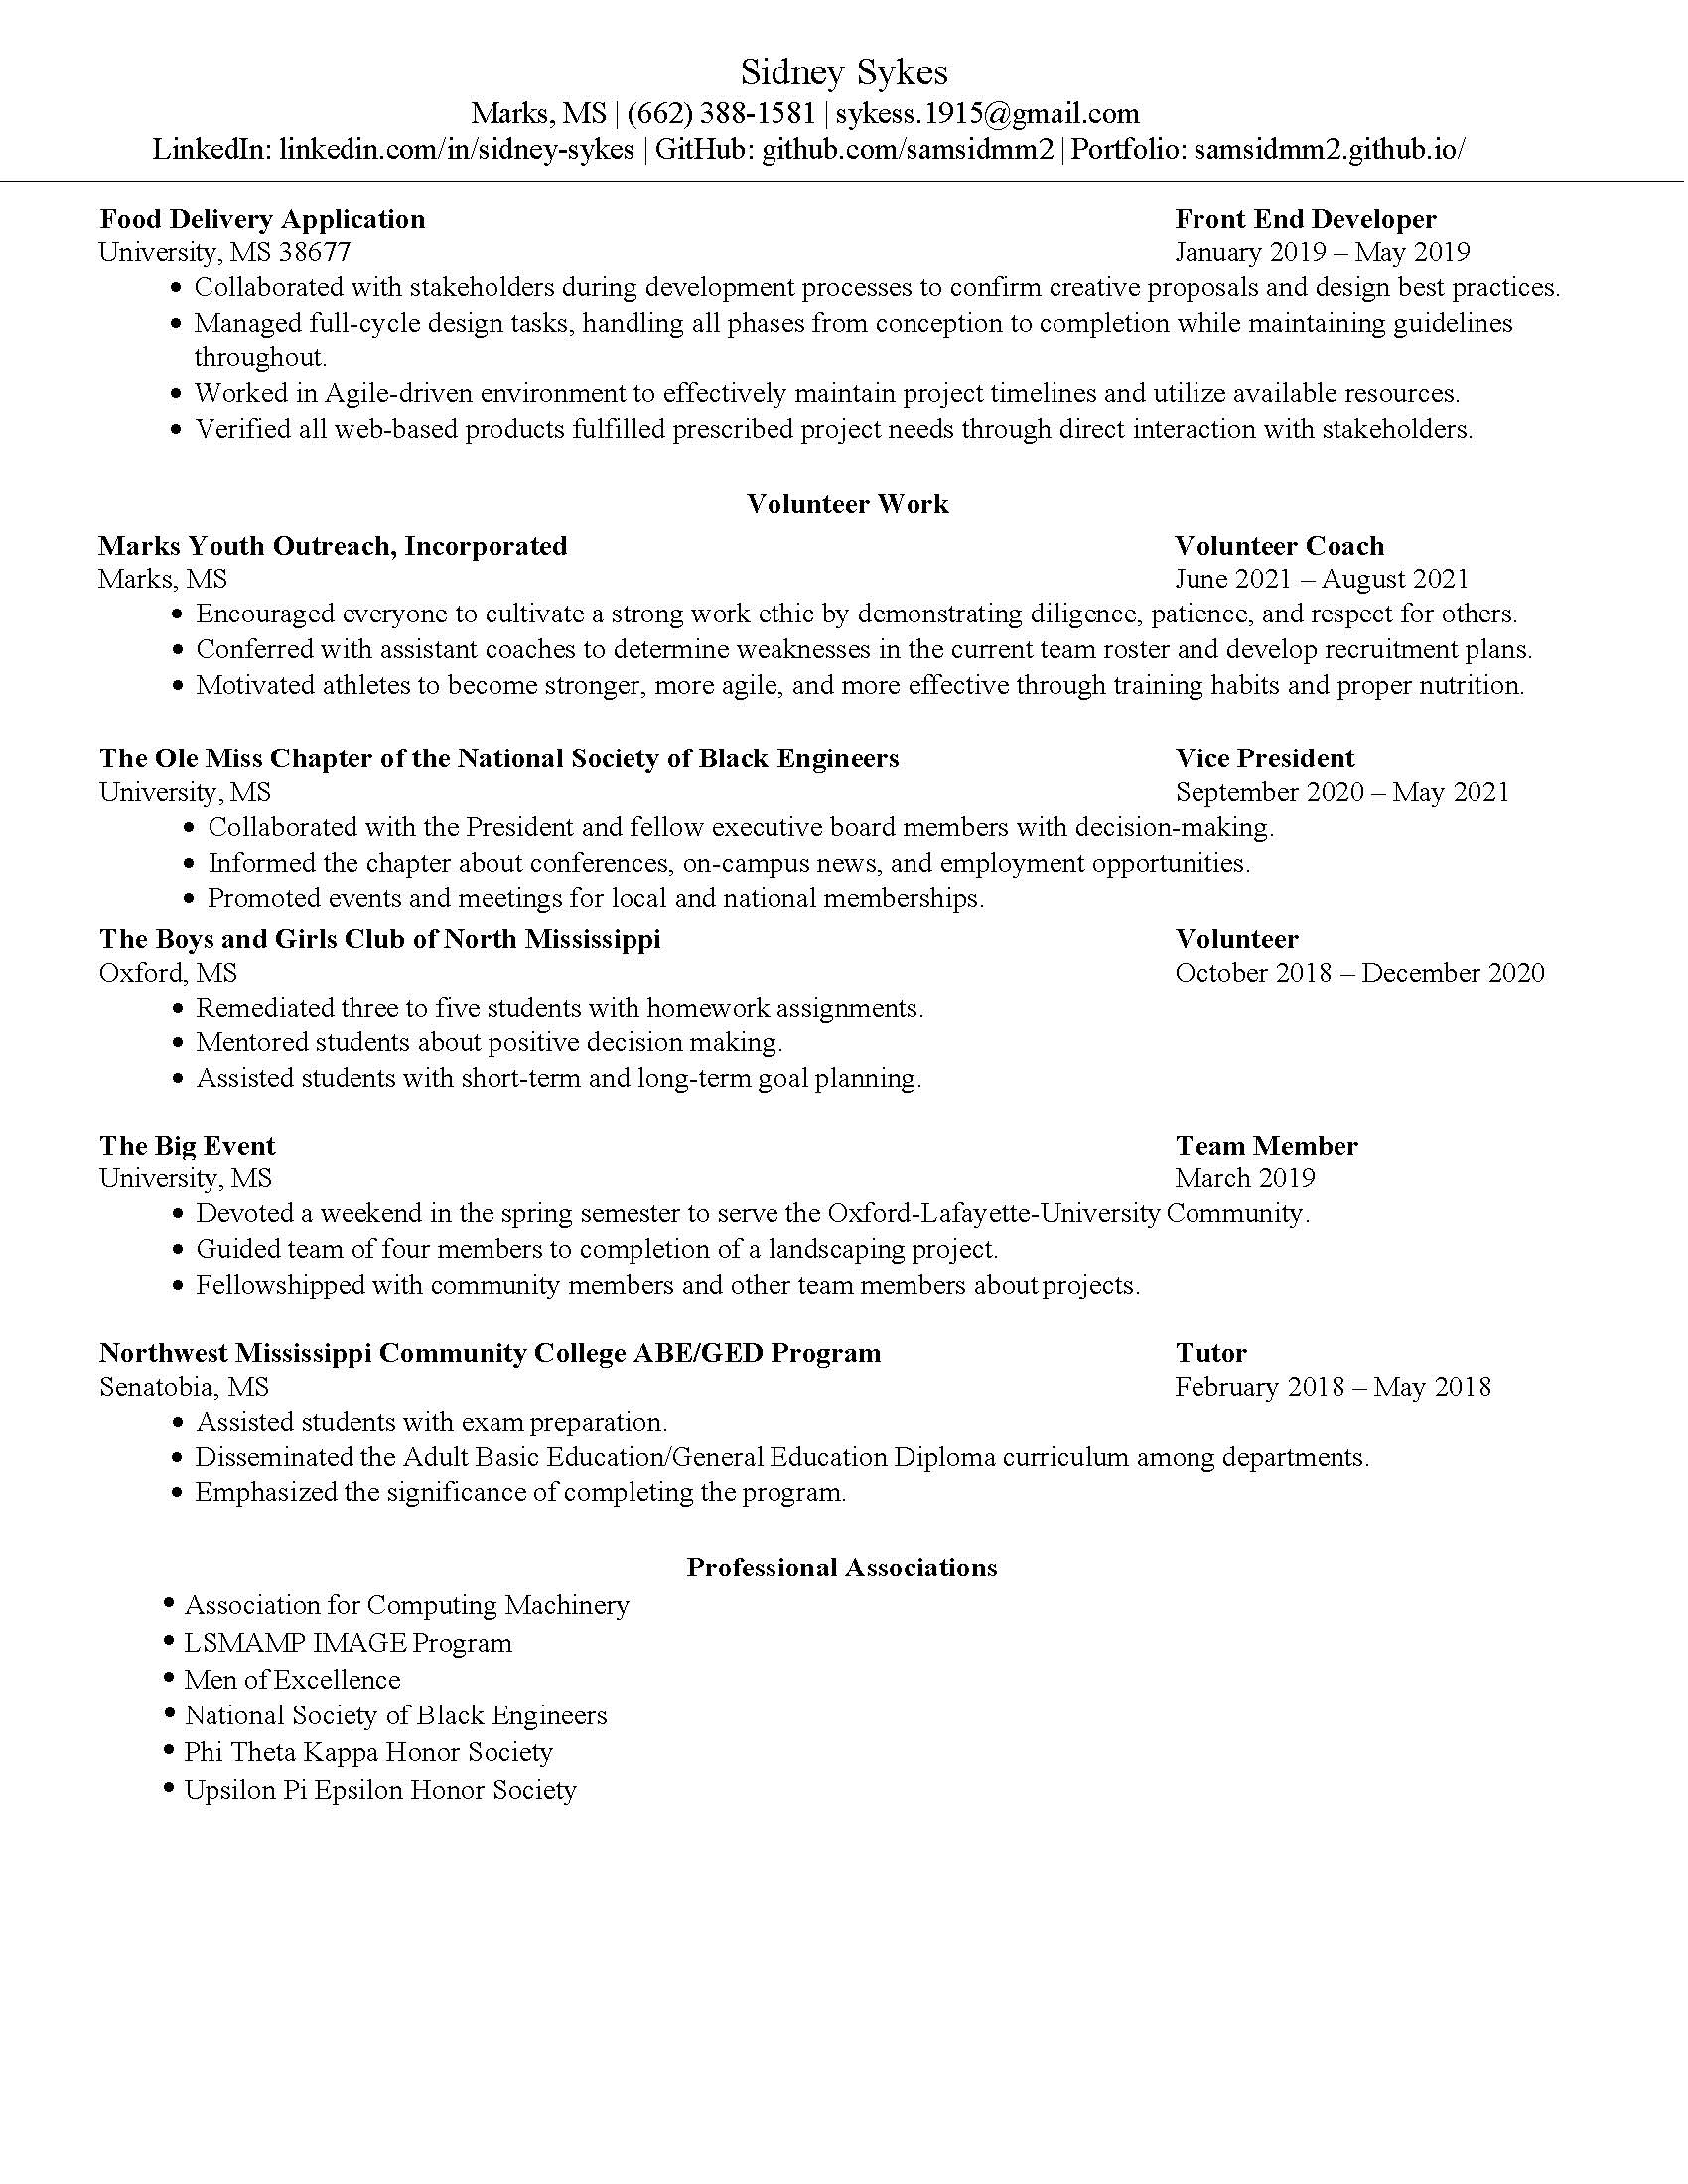 Sidney Sykes
Marks, MS | (662) 388-1581 | sykess.1915@gmail.com
LinkedIn: linkedin.com/in/sidney-sykes | GitHub: github.com/samsidmm2 | Portfolio: samsidmm2.github.io/
Food Delivery Application Front End Developer
University, MS 38677 January 2019 – May 2019
• Collaborated with stakeholders during development processes to confirm creative proposals and design best practices.
• Managed full-cycle design tasks, handling all phases from conception to completion while maintaining guidelines
throughout.
• Worked in Agile-driven environment to effectively maintain project timelines and utilize available resources.
• Verified all web-based products fulfilled prescribed project needs through direct interaction with stakeholders.
Volunteer Work
Marks Youth Outreach, Incorporated Volunteer Coach
Marks, MS June 2021 – August 2021
• Encouraged everyone to cultivate a strong work ethic by demonstrating diligence, patience, and respect for others.
• Conferred with assistant coaches to determine weaknesses in the current team roster and develop recruitment plans.
• Motivated athletes to become stronger, more agile, and more effective through training habits and proper nutrition.
The Ole Miss Chapter of the National Society of Black Engineers Vice President
University, MS September 2020 – May 2021
• Collaborated with the President and fellow executive board members with decision-making.
• Informed the chapter about conferences, on-campus news, and employment opportunities.
• Promoted events and meetings for local and national memberships.
The Boys and Girls Club of North Mississippi Volunteer
Oxford, MS October 2018 – December 2020
• Remediated three to five students with homework assignments.
• Mentored students about positive decision making.
• Assisted students with short-term and long-term goal planning.
The Big Event Team Member
University, MS March 2019
• Devoted a weekend in the spring semester to serve the Oxford-Lafayette-University Community.
• Guided team of four members to completion of a landscaping project.
• Fellowshipped with community members and other team members about projects.
Northwest Mississippi Community College ABE/GED Program Tutor
Senatobia, MS February 2018 – May 2018
• Assisted students with exam preparation.
• Disseminated the Adult Basic Education/General Education Diploma curriculum among departments.
• Emphasized the significance of completing the program.
Professional Associations
• Association for Computing Machinery
• LSMAMP IMAGE Program
• Men of Excellence
• National Society of Black Engineers
• Phi Theta Kappa Honor Society
• Upsilon Pi Epsilon Honor Society